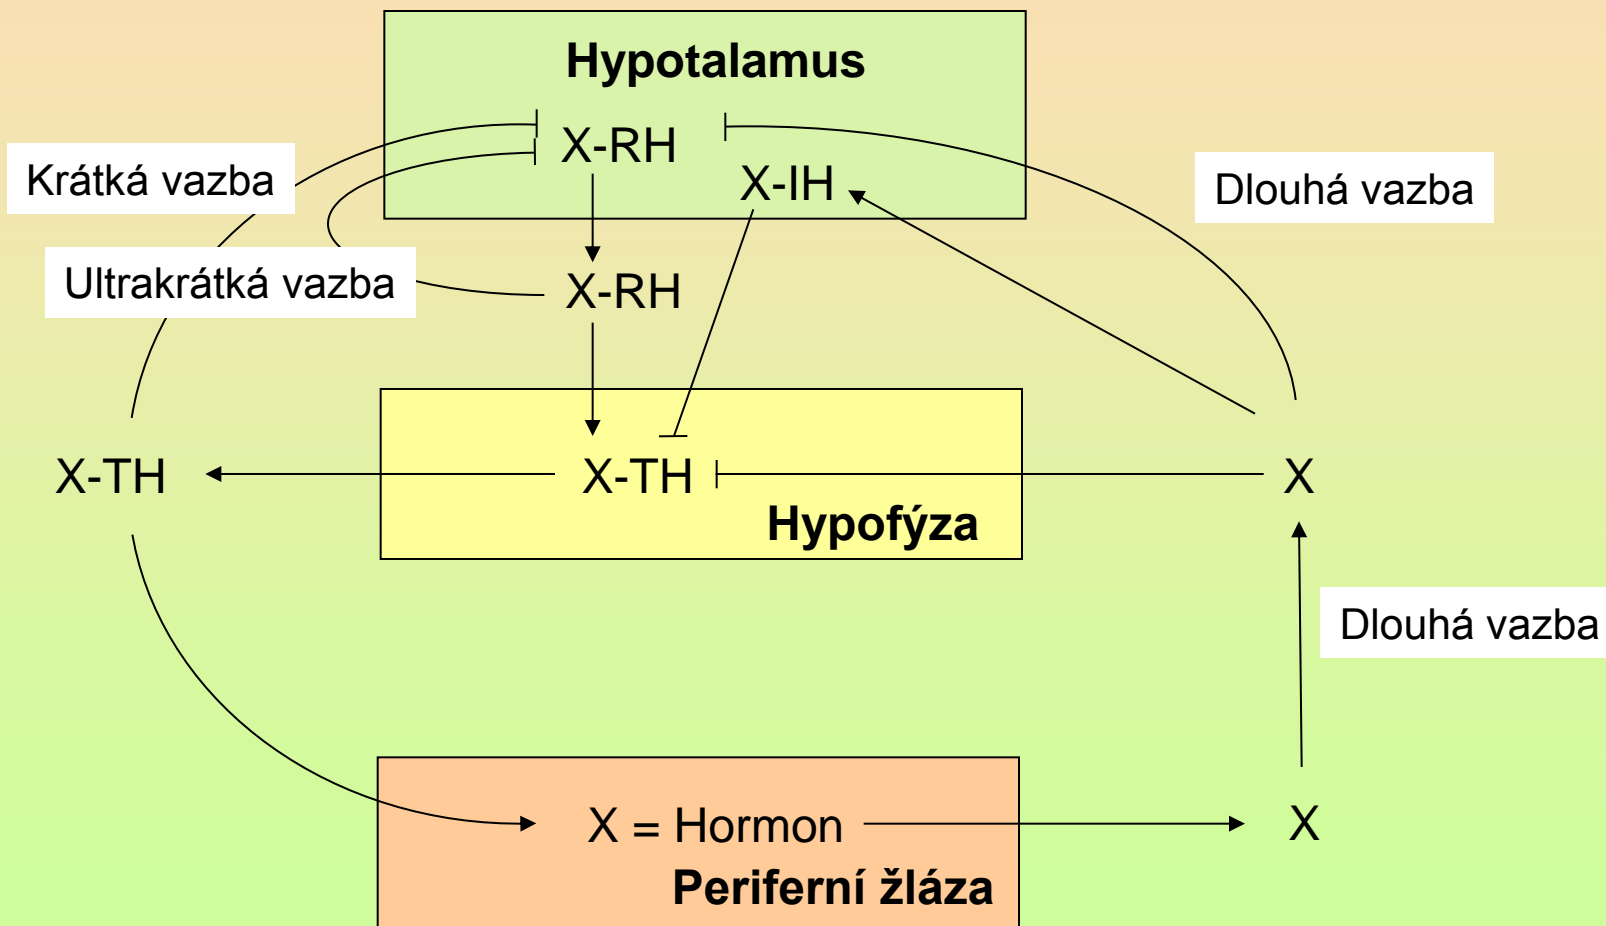 Hypotalamus
X-RH
Krátká vazba
X-IH
Dlouhá vazba
Ultrakrátká vazba
X-RH
X-TH
X-TH
X
Hypofýza
Dlouhá vazba
X = Hormon
X
Periferní žláza